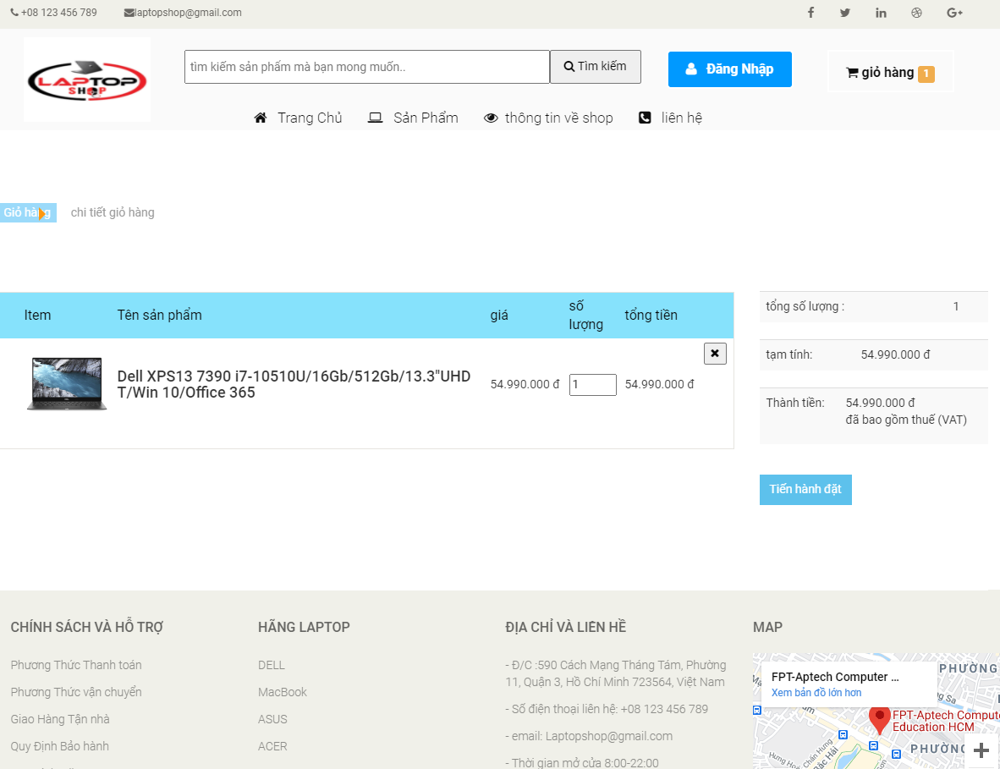 +08 123 456 789
laptopshop@gmail.com
LAPTOP
SHOP
tìm kiếm sản phẩm mà bạn mong muốn..
Tìm kiếm
Đăng Nhập
giỏ hàng 1
Trang Chủ
Sản Phẩm
thông tin về shop
liên hệ
Giỏ hàng
chi tiết giỏ hàng
Item
Tên sản phẩm
giá
số
lượng
tổng tiền
Dell XPS13 7390 i7-10510U/16Gb/512Gb/13.3"UHD
T/Win 10/Office 365
54.990.000 đ
1
54.990.000 đ
tổng số lượng :
1
tạm tính:
54.990.000 đ
Thành tiền:
54.990.000 đ
đã bao gồm thuế (VAT)
Tiến hành đặt
CHÍNH SÁCH VÀ HỖ TRỢ
Phương Thức Thanh toán
Phương Thức vận chuyển
Giao Hàng Tận nhà
Quy Định Bảo hành
HÃNG LAPTOP
DELL
MacBook
ASUS
ACER
ĐỊA CHỈ VÀ LIÊN HỆ
- Đ/C :590 Cách Mạng Tháng Tám, Phường
11, Quận 3, Hồ Chí Minh 723564, Việt Nam
- Số điện thoại liên hệ: +08 123 456 789
- email: Laptopshop@gmail.com
- Thời gian mở cửa 8:00-22:00
MAP
FPT-Aptech Computer ...
Xem bản đồ lớn hơn
PHƯỜNG
FPT-Aptech Compute
Education HCM
PHƯỜNG